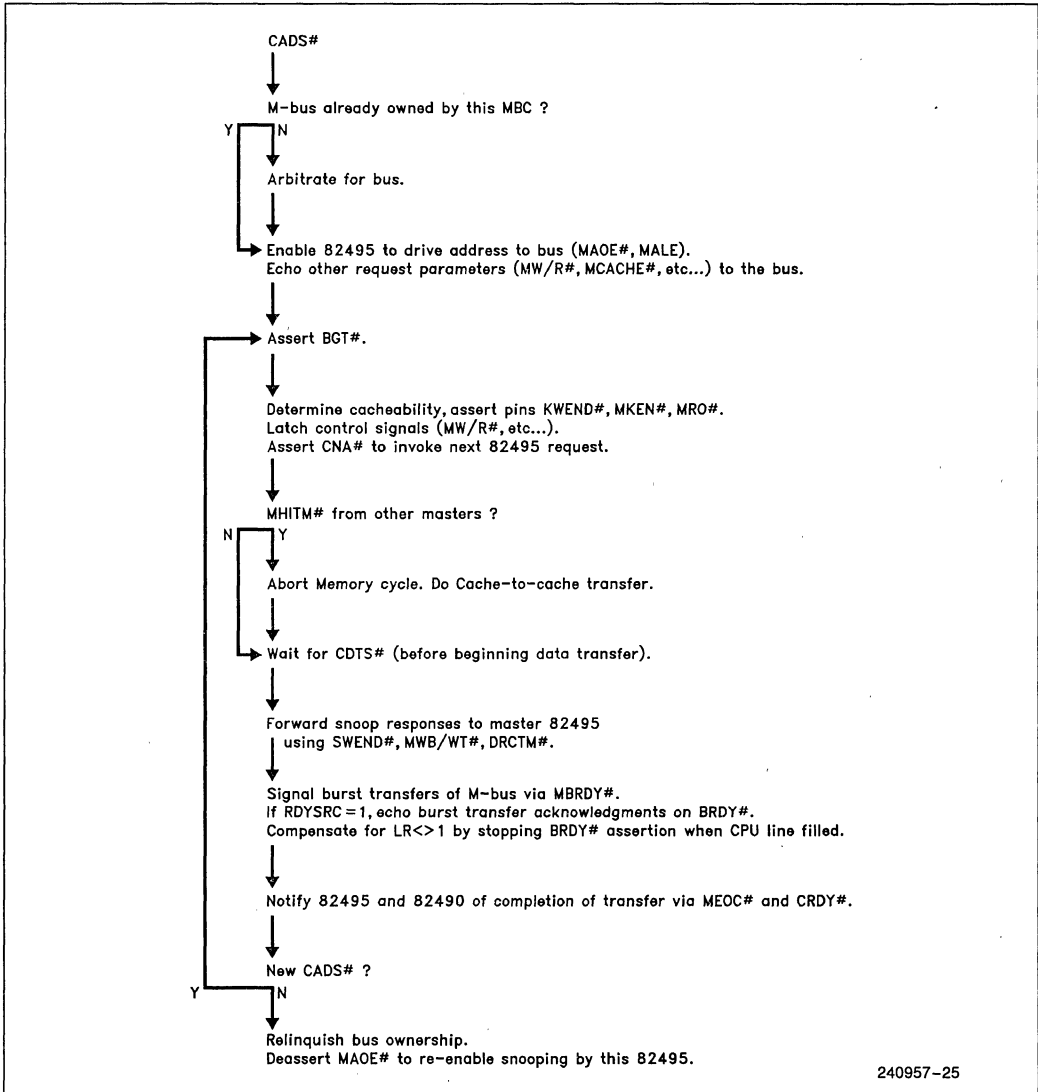 CADS#
M-bus already owned by this MBC ?
Y N
Arbitrate for bus.
Enable 82495 to drive address to bus (MAOE#, MALE).
Echo other request parameters (MW/R#, MCACHE#, etc...) to the bus.
Assert BGT#.
Determine cacheability, assert pins KWEND#, MKEN#, MRO#.
Latch control signals (MW/R#, etc...).
Assert CNA# to invoke next 82495 request.
MHITM# from other masters ?
N Y
Abort Memory cycle. Do Cache-to-cache transfer.
Wait for CDTS# (before beginning data transfer).
Forward snoop responses to master 82495
using SWEND#, MWB/WT#, DRCTM#.
Signal burst transfers of M-bus via MBRDY#.
If RDYSRC=1, echo burst transfer acknowledgments on BRDY#.
Compensate for LR<>1 by stopping BRDY# assertion when CPU line filled.
Notify 82495 and 82490 of completion of transfer via MEOC# and CRDY#.
New CADS# ?
Y N
Relinquish bus ownership.
Deassert MAOE# to re-enable snooping by this 82495.
240957-25